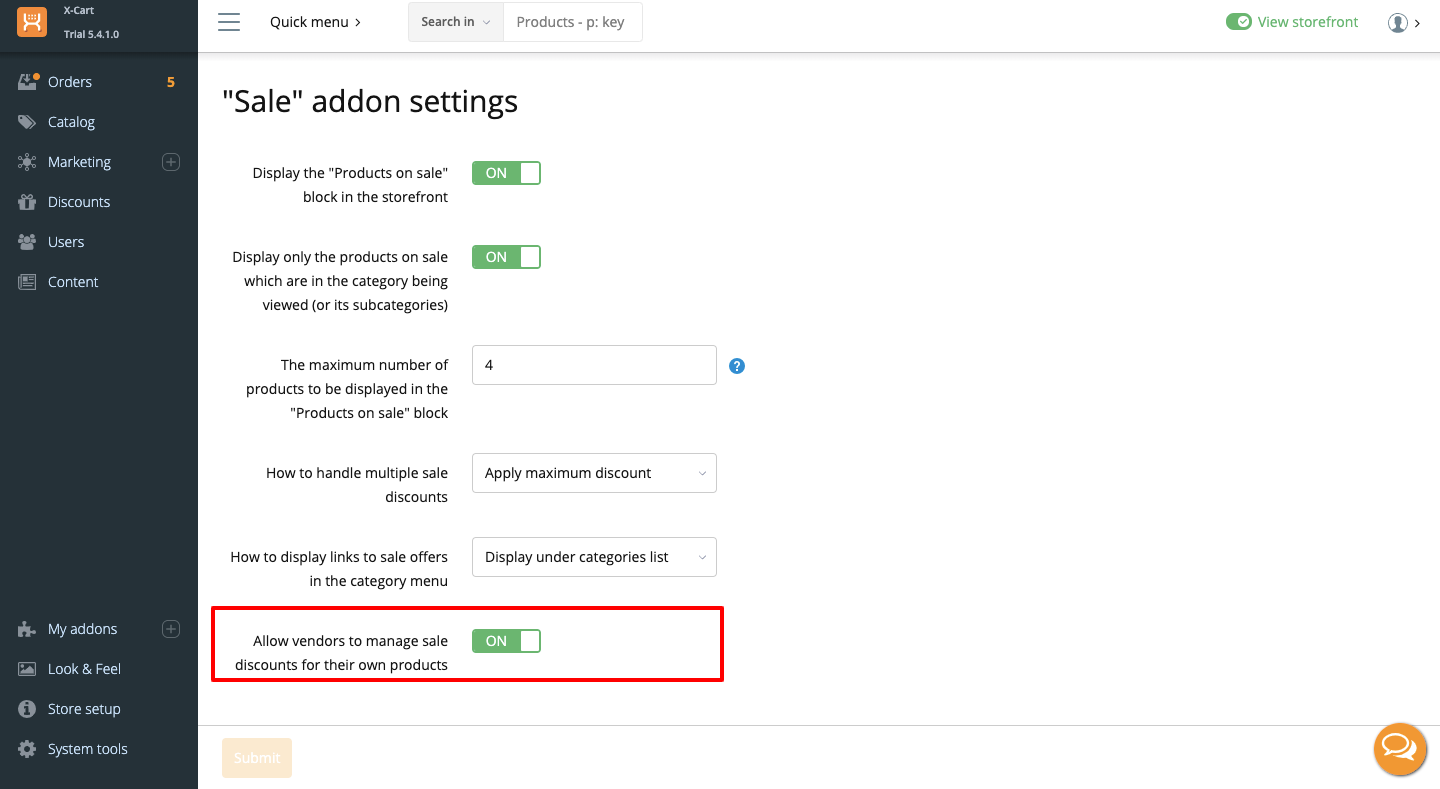 X-Cart
Trial 5.4.1.0
Quick menu
Search in
Products - p: key
View storefront
Orders
5
Catalog
Marketing
Discounts
Users
Content
My addons
Look & Feel
Store setup
System tools
"Sale" addon settings
Display the "Products on sale"
block in the storefront
ON
Display only the products on sale
which are in the category being
viewed (or its subcategories)
ON
The maximum number of
products to be displayed in the
"Products on sale" block
4
?
How to handle multiple sale
discounts
Apply maximum discount
How to display links to sale offers
in the category menu
Display under categories list
Allow vendors to manage sale
discounts for their own products
ON
Submit